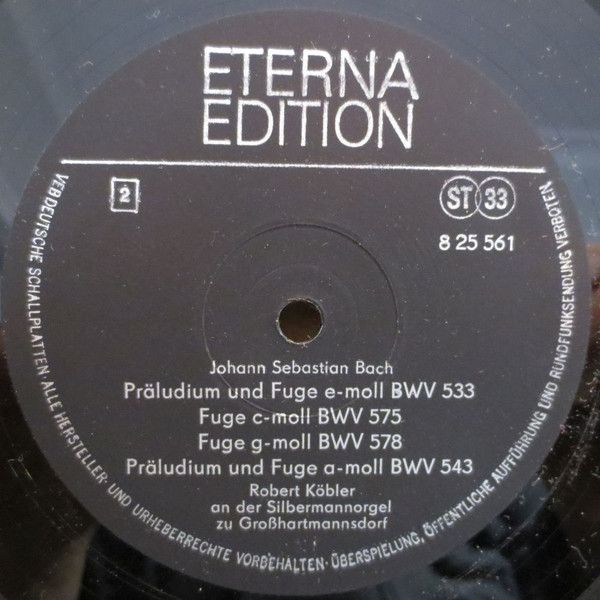 ETERNA
EDITION
2
ST 33
8 25 561
Johann Sebastian Bach
Präludium und Fuge e-moll BWV 533
Fuge c-moll BWV 575
Fuge g-moll BWV 578
Präludium und Fuge a-moll BWV 543
Robert Köbler
an der Silbermannorgel
zu Großhartmannsdorf
VEB DEUTSCHE SCHALLPLATTEN ALLE HERSTELLER- UND URHEBERRECHTE VORBEHALTEN · ÜBERSPIELUNG, ÖFFENTLICHE AUFFÜHRUNG UND RUNDFUNKSENDUNG VERBOTEN